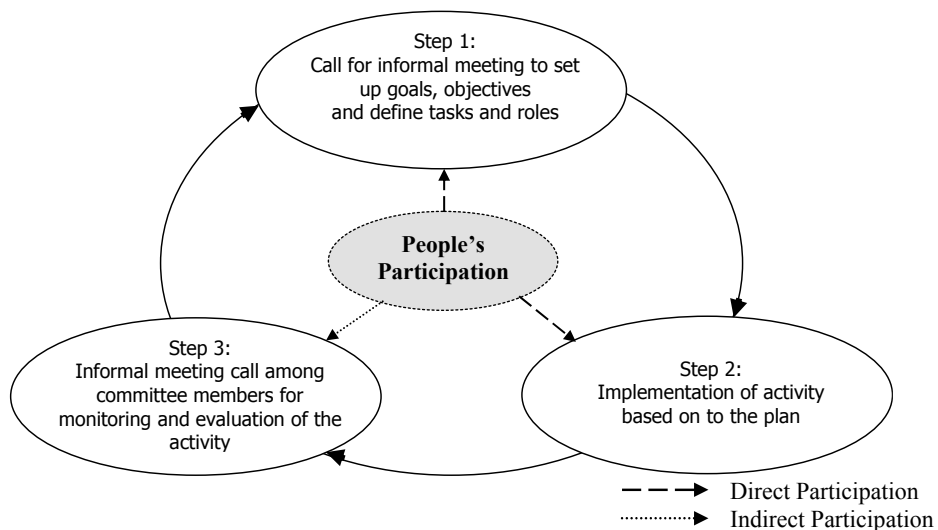 Step 1:
Call for informal meeting to set
up goals, objectives
and define tasks and roles
People’s
Participation
Step 3:
Informal meeting call among
committee members for
monitoring and evaluation of the
activity
Step 2:
Implementation of activity
based on to the plan
Direct Participation
Indirect Participation